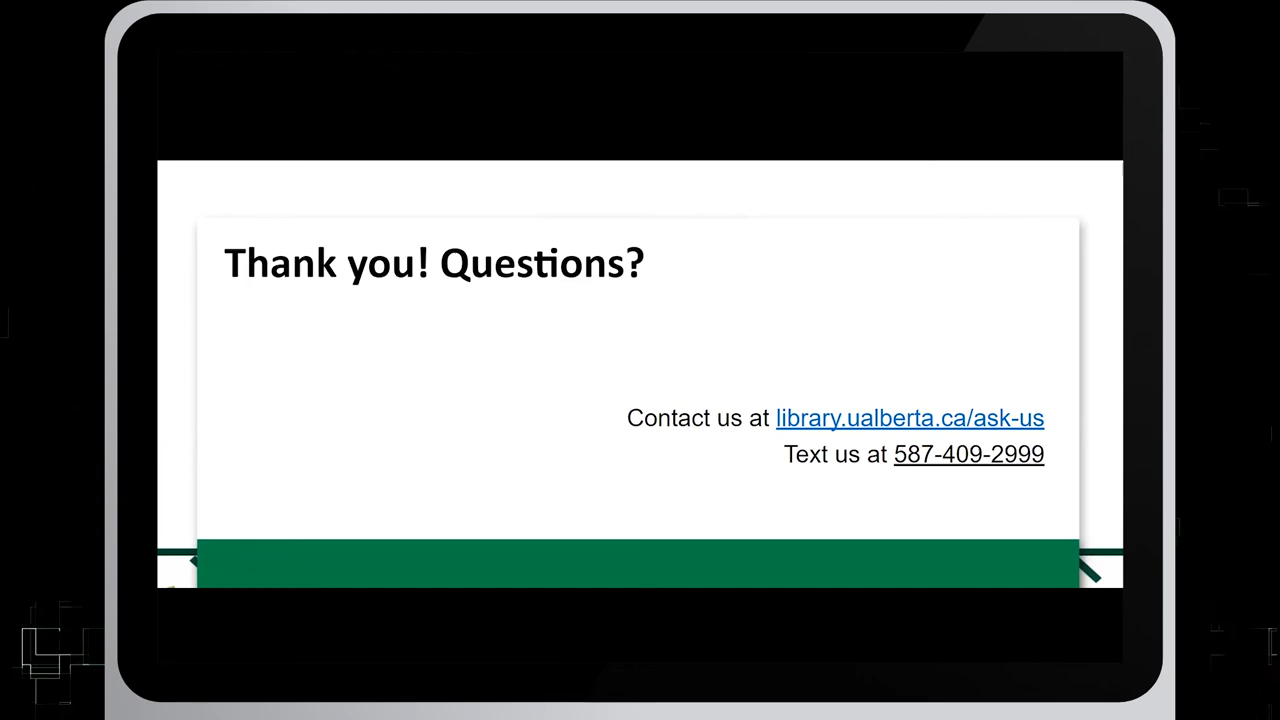 Thank you! Questions?
Contact us at library.ualberta.ca/ask-us
Text us at 587-409-2999